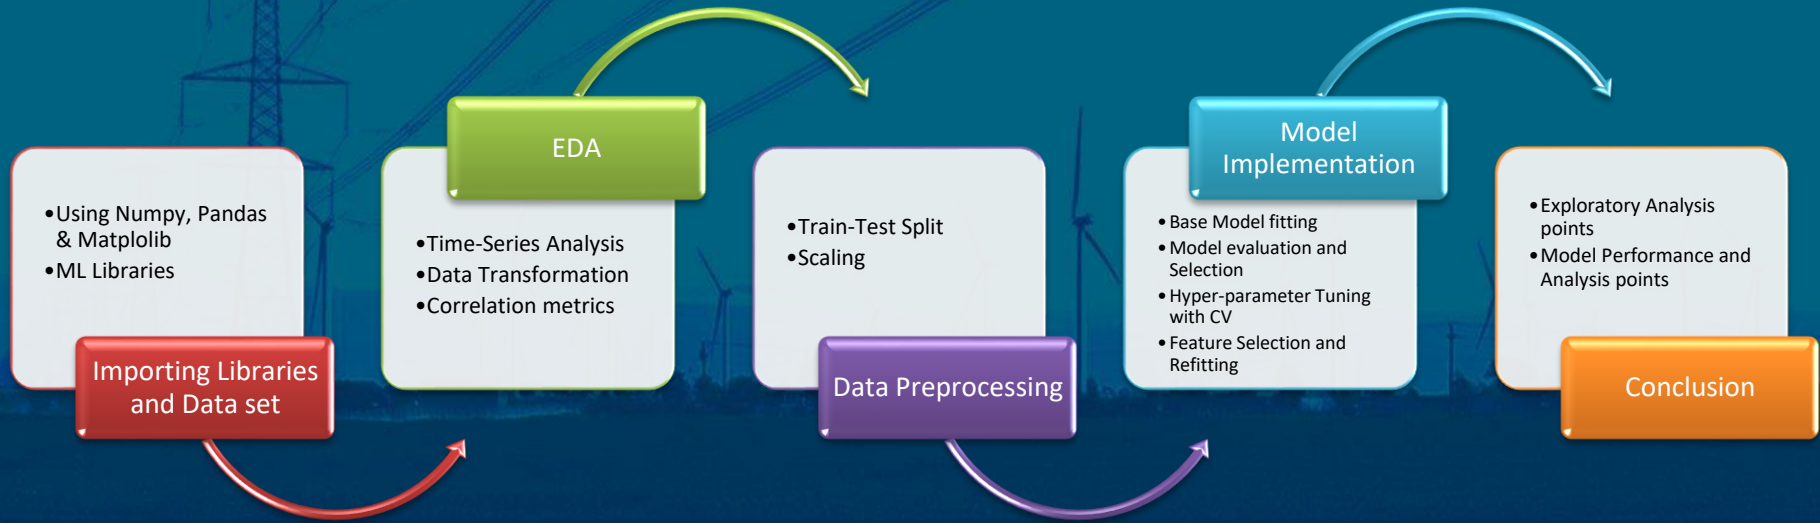 •Using Numpy, Pandas
& Matplolib
•ML Libraries
Importing Libraries
and Data set
EDA
•Time-Series Analysis
•Data Transformation
•Correlation metrics
•Train-Test Split
•Scaling
Data Preprocessing
Model
Implementation
•Base Model fitting
•Model evaluation and
Selection
•Hyper-parameter Tuning
with CV
•Feature Selection and
Refitting
•Exploratory Analysis
points
•Model Performance and
Analysis points
Conclusion